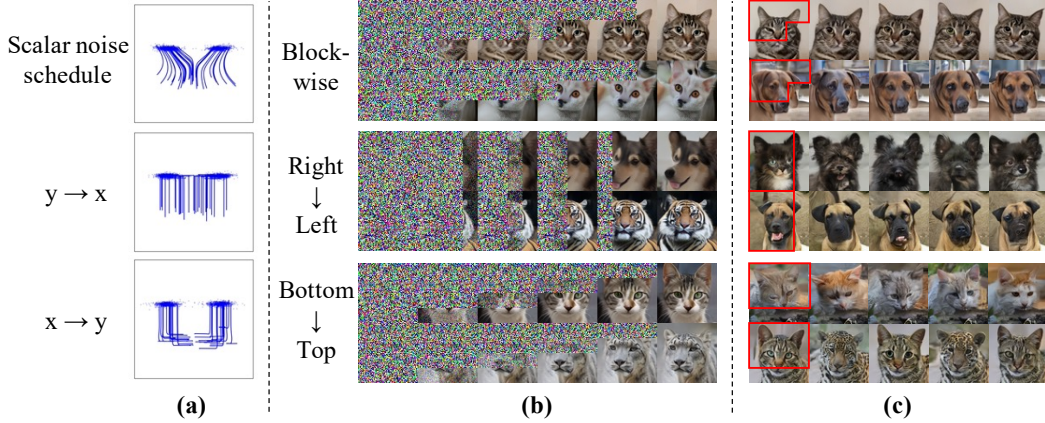 Scalar noise
schedule
y → x
x → y
(a)
Block-
wise
Right
↓
Left
Bottom
↓
Top
(b)
(c)